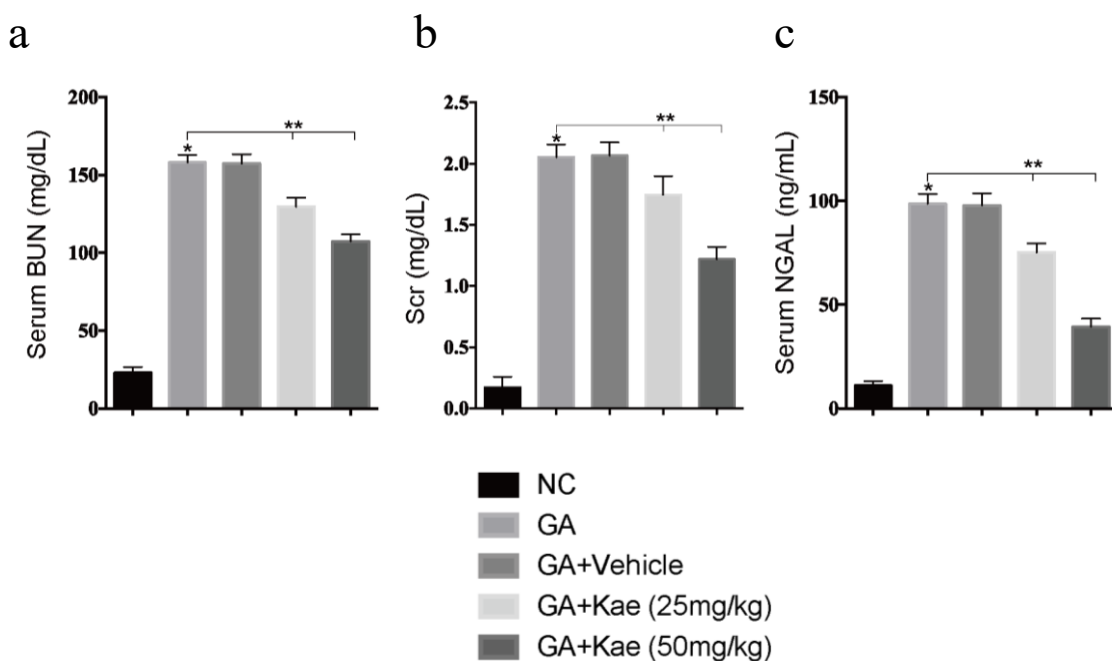 a
b
c
Serum BUN (mg/dL)
200
150
100
50
0
*
**
Scr (mg/dL)
2.5
2.0
1.5
1.0
0.5
0.0
*
**
Serum NGAL (ng/mL)
150
100
50
0
*
**
NC
GA
GA+Vehicle
GA+Kae (25mg/kg)
GA+Kae (50mg/kg)